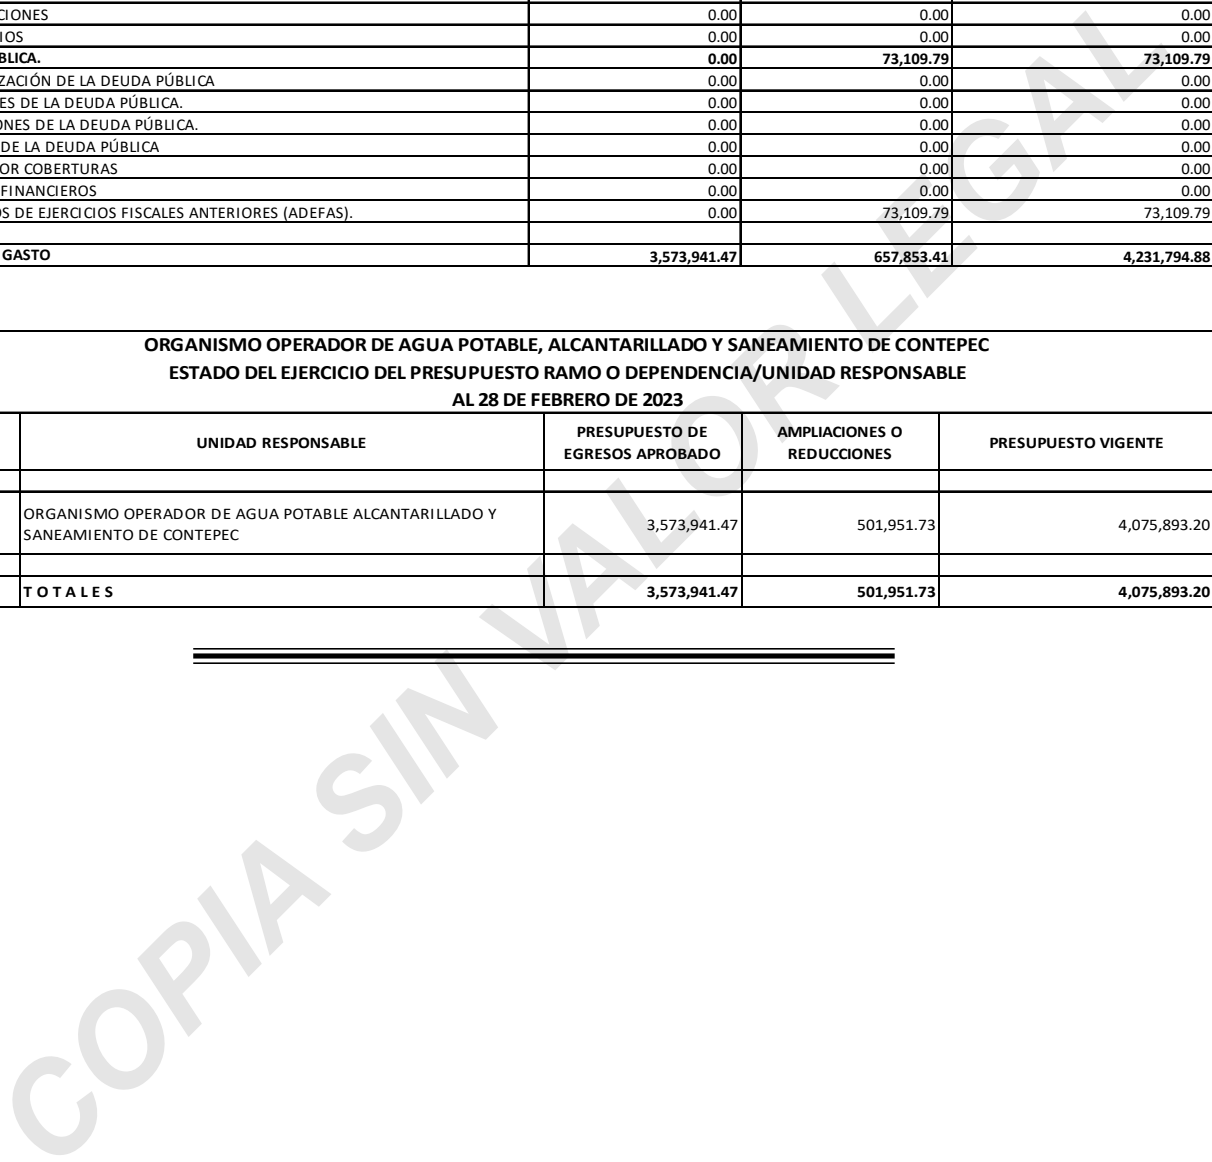 CIONES 0.00 0.00 0.00
IOS 0.00 0.00 0.00
BLICA. 0.00 73,109.79 73,109.79
ZACIÓN DE LA DEUDA PÚBLICA 0.00 0.00 0.00
ES DE LA DEUDA PÚBLICA. 0.00 0.00 0.00
ONES DE LA DEUDA PÚBLICA. 0.00 0.00 0.00
DE LA DEUDA PÚBLICA 0.00 0.00 0.00
OR COBERTURAS 0.00 0.00 0.00
FINANCIEROS 0.00 0.00 0.00
OS DE EJERCICIOS FISCALES ANTERIORES (ADEFAS). 0.00 73,109.79 73,109.79
GASTO 3,573,941.47 657,853.41 4,231,794.88
ORGANISMO OPERADOR DE AGUA POTABLE, ALCANTARILLADO Y SANEAMIENTO DE CONTEPEC
ESTADO DEL EJERCICIO DEL PRESUPUESTO RAMO O DEPENDENCIA/UNIDAD RESPONSABLE
AL 28 DE FEBRERO DE 2023
UNIDAD RESPONSABLE
PRESUPUESTO DE
EGRESOS APROBADO
AMPLIACIONES O
REDUCCIONES
PRESUPUESTO VIGENTE
ORGANISMO OPERADOR DE AGUA POTABLE ALCANTARILLADO Y
SANEAMIENTO DE CONTEPEC
3,573,941.47 501,951.73 4,075,893.20
T O T A L E S 3,573,941.47 501,951.73 4,075,893.20
COPIA SIN VALOR LEGAL